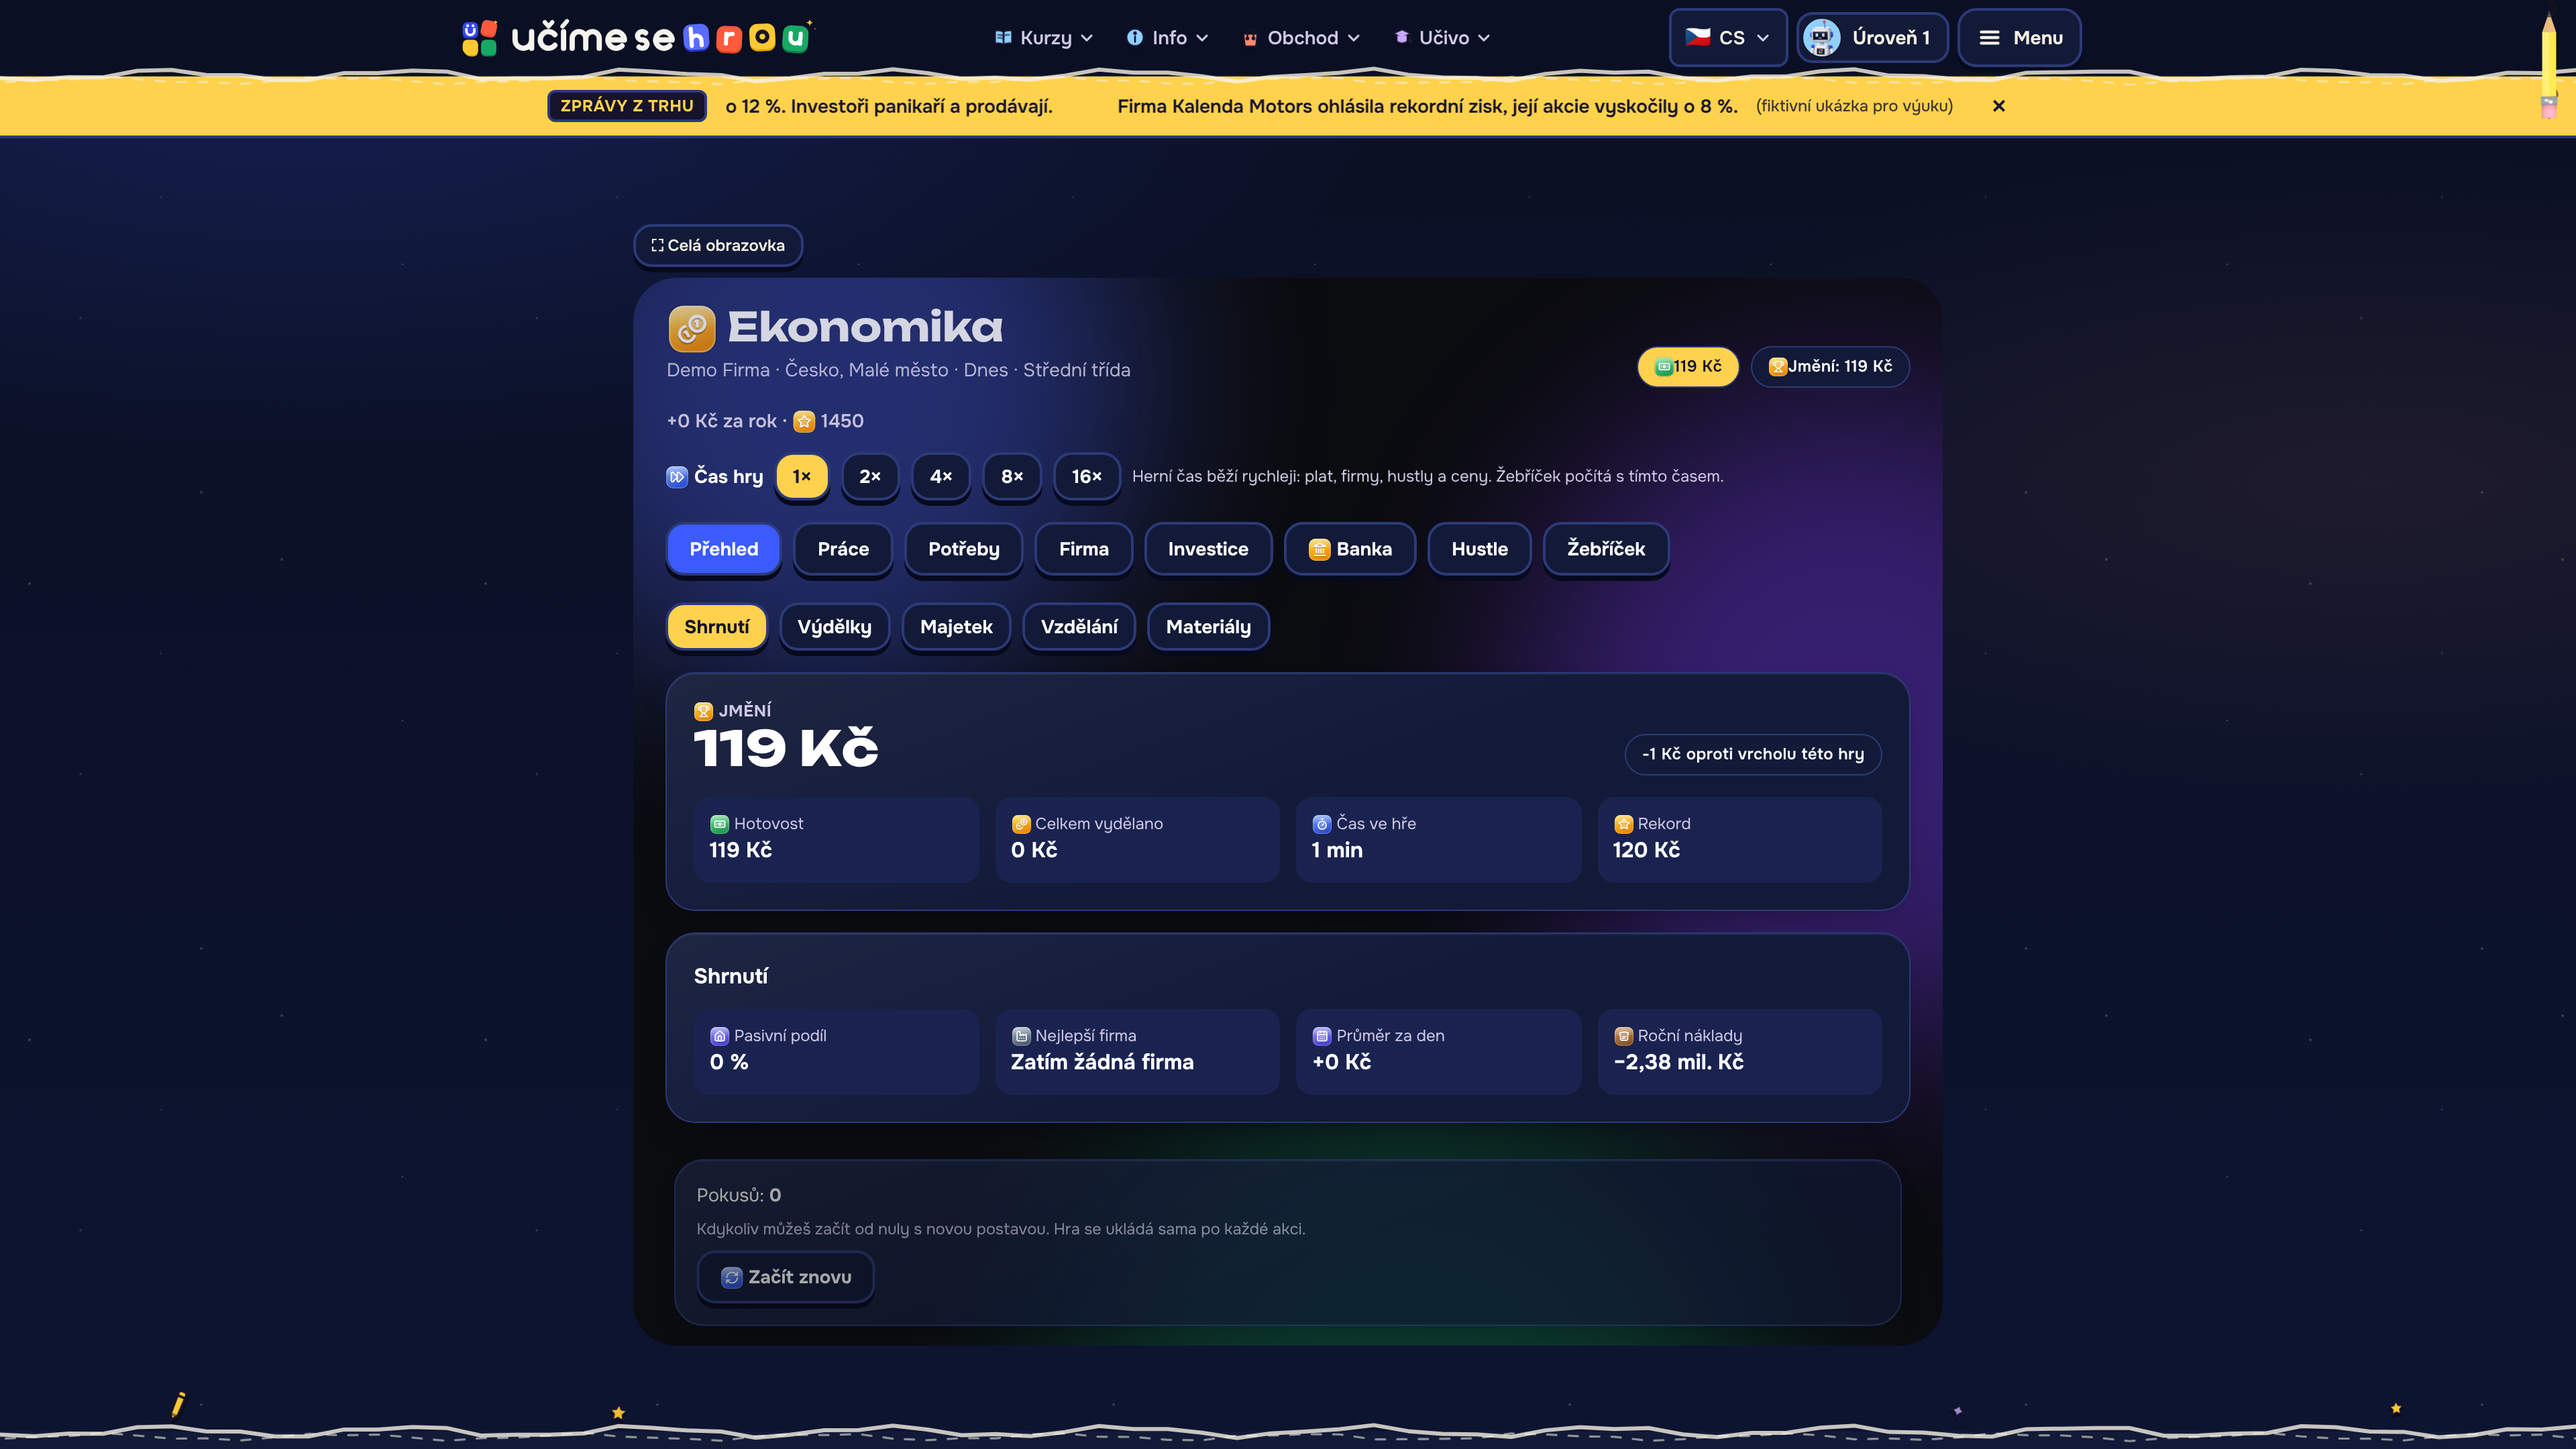 učíme se hrou
Kurzy
Info
Obchod
Učivo
CS
Úroveň 1
Menu
ZPRÁVY Z TRHU
o 12 %. Investoři panikaří a prodávají.
Firma Kalenda Motors ohlásila rekordní zisk, její akcie vyskočily o 8 %.
(fiktivní ukázka pro výuku)
Celá obrazovka
Ekonomika
Demo Firma · Česko, Malé město · Dnes · Střední třída
119 Kč
Jmění: 119 Kč
+0 Kč za rok · 1450
Čas hry
1×
2×
4×
8×
16×
Herní čas běží rychleji: plat, firmy, hustly a ceny. Žebříček počítá s tímto časem.
Přehled
Práce
Potřeby
Firma
Investice
Banka
Hustle
Žebříček
Shrnutí
Výdělky
Majetek
Vzdělání
Materiály
JMĚNÍ
119 Kč
-1 Kč oproti vrcholu této hry
Hotovost
119 Kč
Celkem vydělano
0 Kč
Čas ve hře
1 min
Rekord
120 Kč
Shrnutí
Pasivní podíl
0 %
Nejlepší firma
Zatím žádná firma
Průměr za den
+0 Kč
Roční náklady
−2,38 mil. Kč
Pokusů: 0
Kdykoliv můžeš začít od nuly s novou postavou. Hra se ukládá sama po každé akci.
Začít znovu